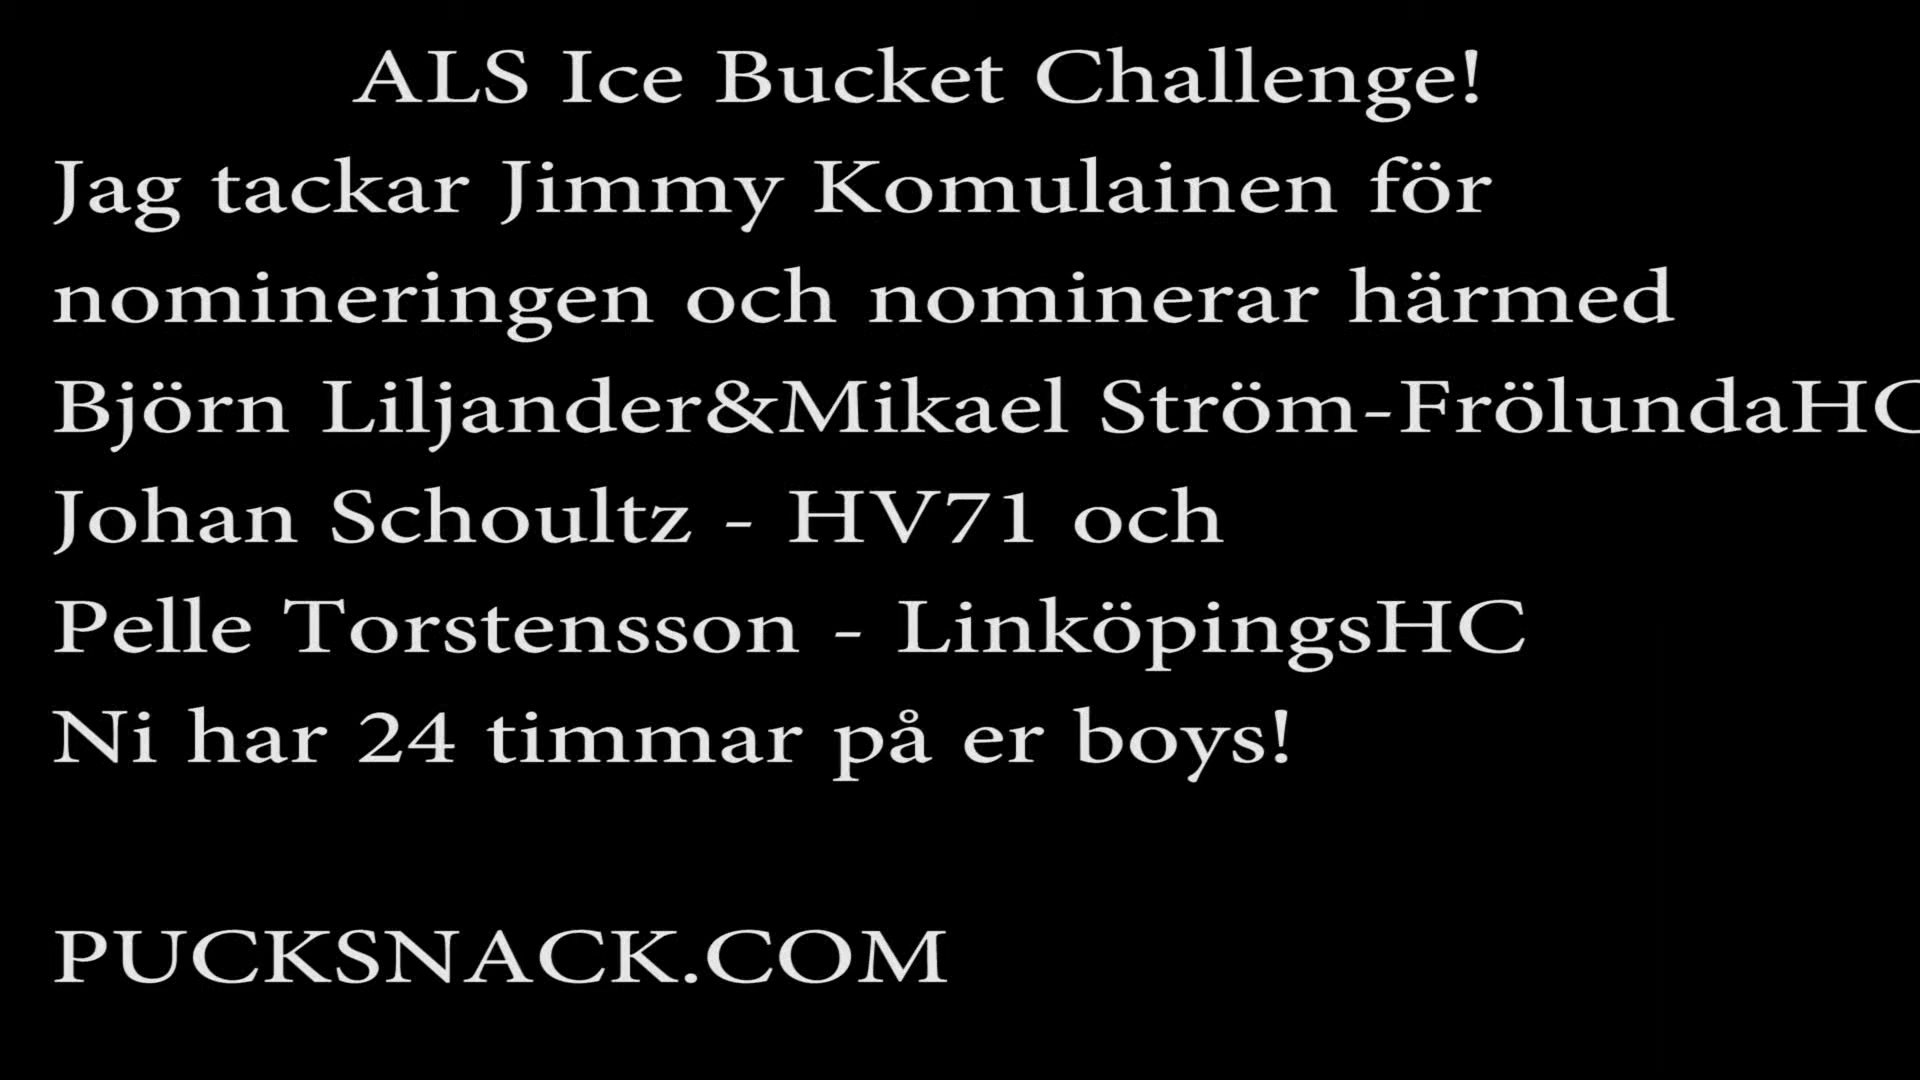 ALS Ice Bucket Challenge!
Jag tackar Jimmy Komulainen för
nomineringen och nominerar härmed
Björn Liljander&Mikael Ström-FrölundaHC
Johan Schoultz - HV71 och
Pelle Torstensson - LinköpingsHC
Ni har 24 timmar på er boys!
PUCKSNACK.COM